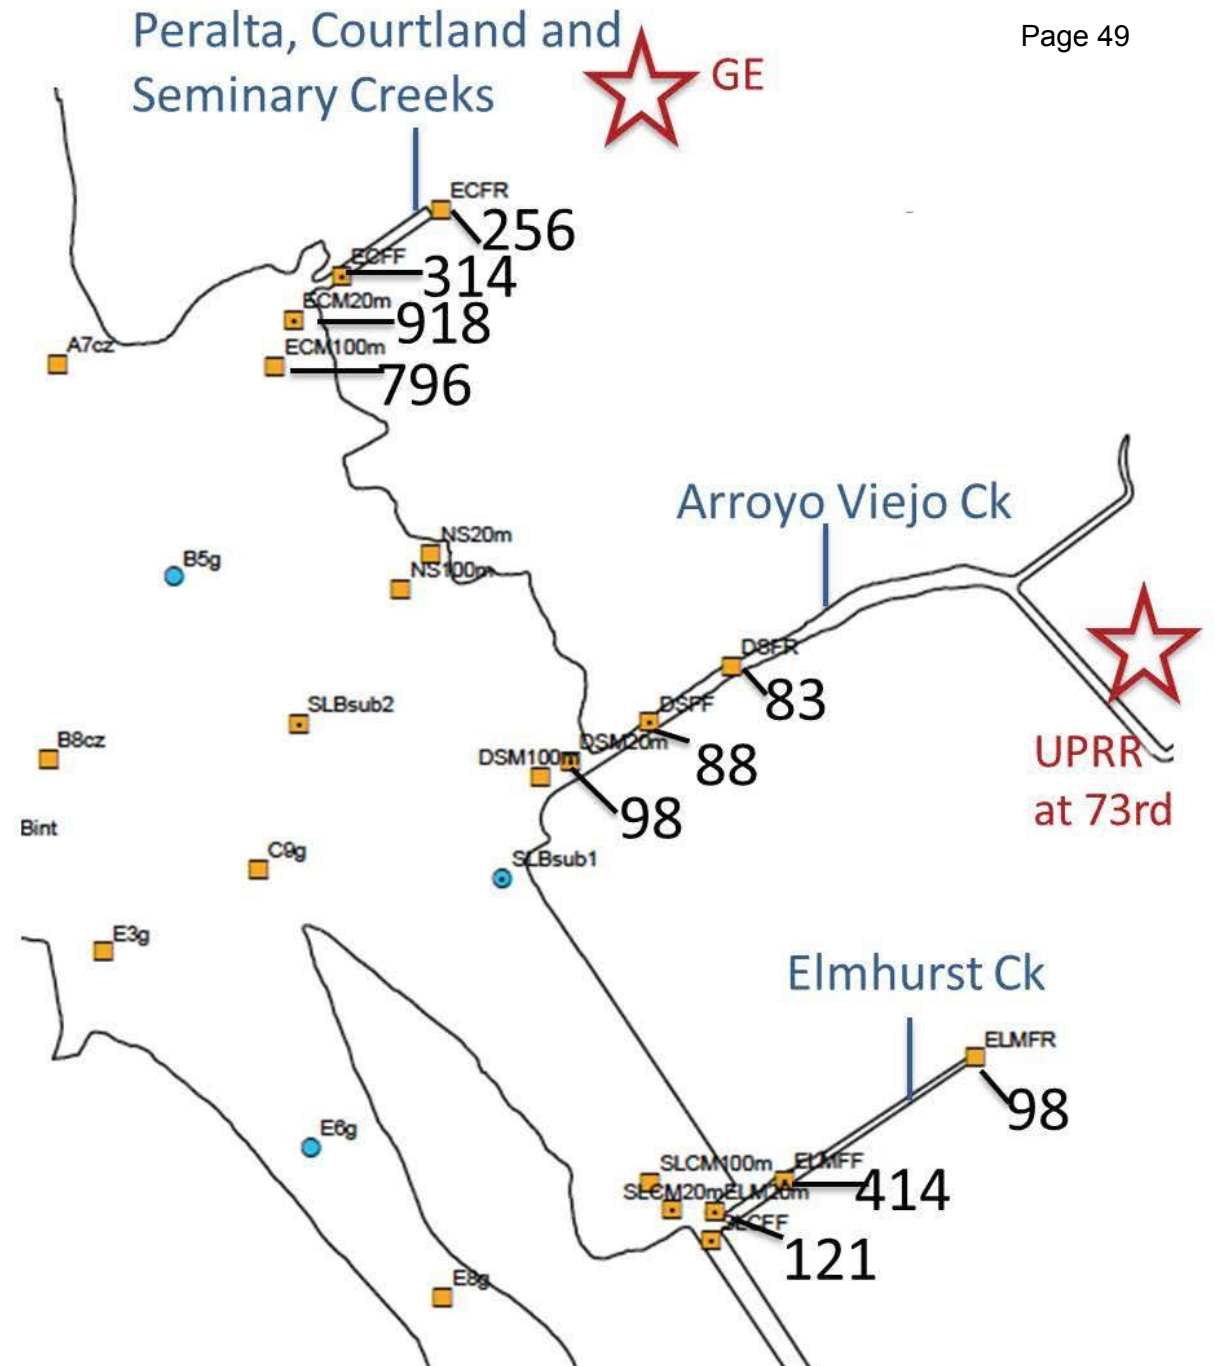 Peralta, Courtland and
Seminary Creeks
GE
Page 49
ECFR
256
ECFF
314
ECM20m
918
ECM100m
796
A7cz
Arroyo Viejo Ck
NS20m
NS100m
B5g
DSFR
83
DSFF
88
SLBsub2
DSM20m
DSM100m
98
B8cz
UPRR
at 73rd
Bint
C9g
SLBsub1
E3g
Elmhurst Ck
ELMFR
98
E6g
SLCM100m
ELMFF
414
SLCM20m
ELM20m
SLCFF
121
E8g